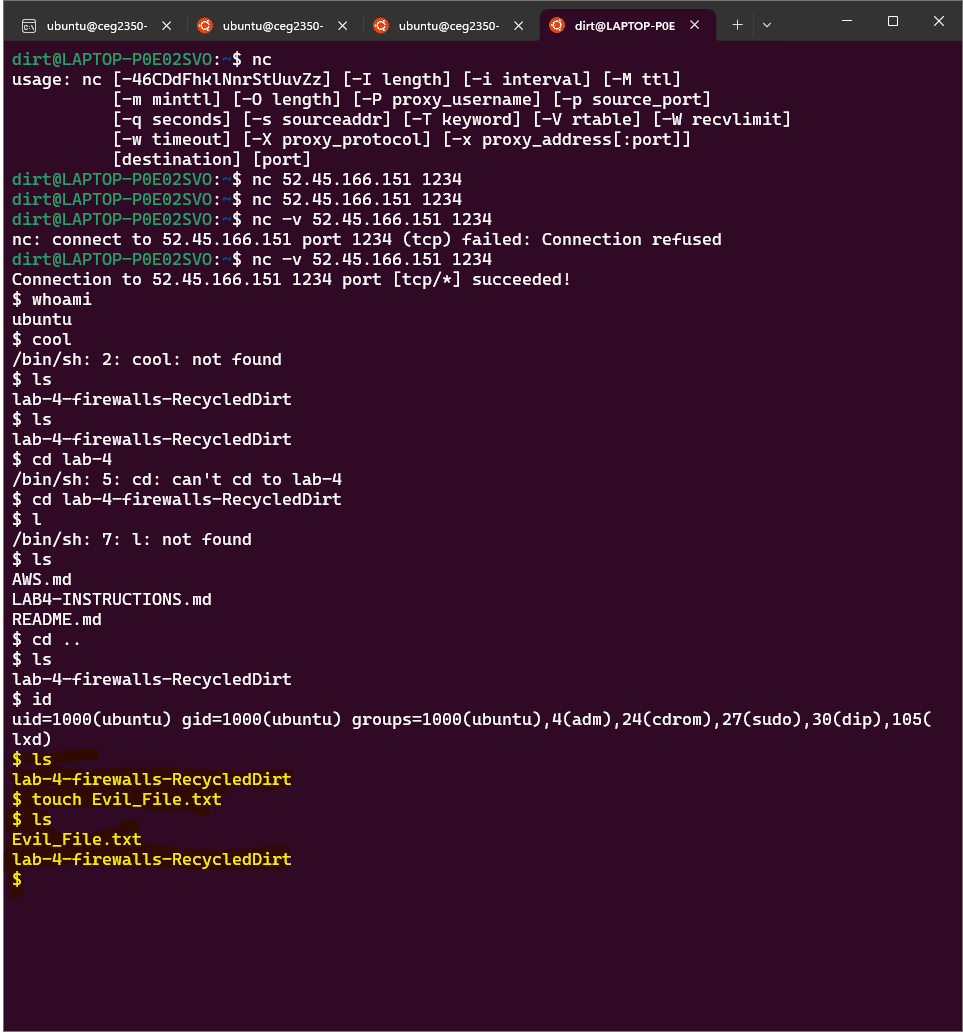 ubuntu@ceg2350-
ubuntu@ceg2350-
ubuntu@ceg2350-
dirt@LAPTOP-P0E
dirt@LAPTOP-P0E02SVO:~$ nc
usage: nc [-46CDdFhklNnrStUuvZz] [-I length] [-i interval] [-M ttl]
[-m minttl] [-O length] [-P proxy_username] [-p source_port]
[-q seconds] [-s sourceaddr] [-T keyword] [-V rtable] [-W recvlimit]
[-w timeout] [-X proxy_protocol] [-x proxy_address[:port]]
[destination] [port]
dirt@LAPTOP-P0E02SVO:~$ nc 52.45.166.151 1234
dirt@LAPTOP-P0E02SVO:~$ nc 52.45.166.151 1234
dirt@LAPTOP-P0E02SVO:~$ nc -v 52.45.166.151 1234
nc: connect to 52.45.166.151 port 1234 (tcp) failed: Connection refused
dirt@LAPTOP-P0E02SVO:~$ nc -v 52.45.166.151 1234
Connection to 52.45.166.151 1234 port [tcp/*] succeeded!
$ whoami
ubuntu
$ cool
/bin/sh: 2: cool: not found
$ ls
lab-4-firewalls-RecycledDirt
$ ls
lab-4-firewalls-RecycledDirt
$ cd lab-4
/bin/sh: 5: cd: can't cd to lab-4
$ cd lab-4-firewalls-RecycledDirt
$ l
/bin/sh: 7: l: not found
$ ls
AWS.md
LAB4-INSTRUCTIONS.md
README.md
$ cd ..
$ ls
lab-4-firewalls-RecycledDirt
$ id
uid=1000(ubuntu) gid=1000(ubuntu) groups=1000(ubuntu),4(adm),24(cdrom),27(sudo),30(dip),105(
lxd)
$ ls
lab-4-firewalls-RecycledDirt
$ touch Evil_File.txt
$ ls
Evil_File.txt
lab-4-firewalls-RecycledDirt
$